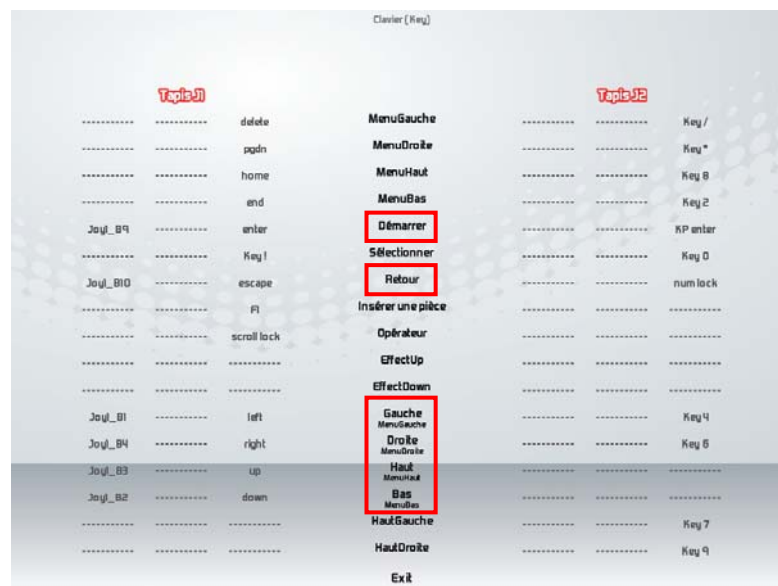 Clavier (Key)
Tapis J1 Tapis J2
----------- ----------- delete MenuGauche ----------- ----------- Key /
----------- ----------- pgdn MenuDroite ----------- ----------- Key *
----------- ----------- home MenuHaut ----------- ----------- Key 8
----------- ----------- end MenuBas ----------- ----------- Key 2
Joy1_B9 ----------- enter Démarrer ----------- ----------- KP enter
----------- ----------- Key ! Sélectionner ----------- ----------- Key 0
Joy1_B10 ----------- escape Retour ----------- ----------- num lock
----------- ----------- F1 Insérer une pièce ----------- ----------- -----------
----------- ----------- scroll lock Opérateur ----------- ----------- -----------
----------- ----------- ----------- EffectUp ----------- ----------- -----------
----------- ----------- ----------- EffectDown ----------- ----------- -----------
Joy1_B1 ----------- left Gauche ----------- ----------- Key 4
MenuGauche
Joy1_B4 ----------- right Droite ----------- ----------- Key 6
MenuDroite
Joy1_B3 ----------- up Haut ----------- ----------- -----------
MenuHaut
Joy1_B2 ----------- down Bas ----------- ----------- -----------
MenuBas
----------- ----------- ----------- HautGauche ----------- ----------- Key 7
----------- ----------- ----------- HautDroite ----------- ----------- Key 9
Exit